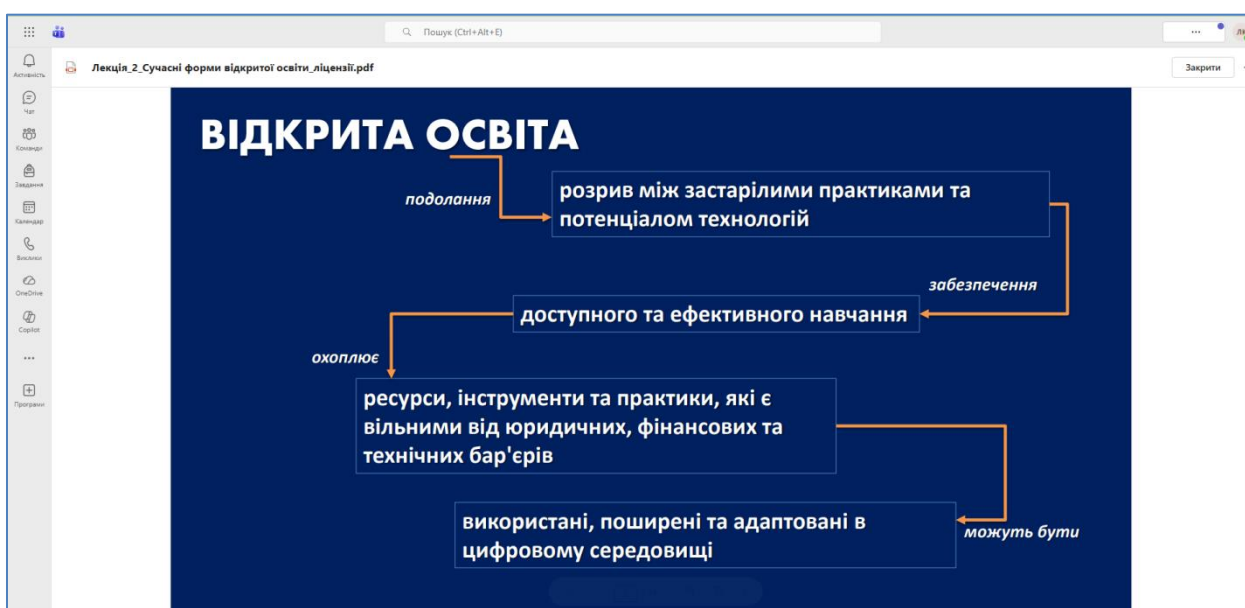 Пошук (Ctrl+Alt+E)
Лекція_2_Сучасні форми відкритої освіти_ліцензії.pdf
Закрити
Активність
Чат
Команди
Завдання
Календар
Виклики
OneDrive
Copilot
Програми
ВІДКРИТА ОСВІТА
подолання
розрив між застарілими практиками та
потенціалом технологій
забезпечення
доступного та ефективного навчання
охоплює
ресурси, інструменти та практики, які є
вільними від юридичних, фінансових та
технічних бар'єрів
використані, поширені та адаптовані в
цифровому середовищі
можуть бути